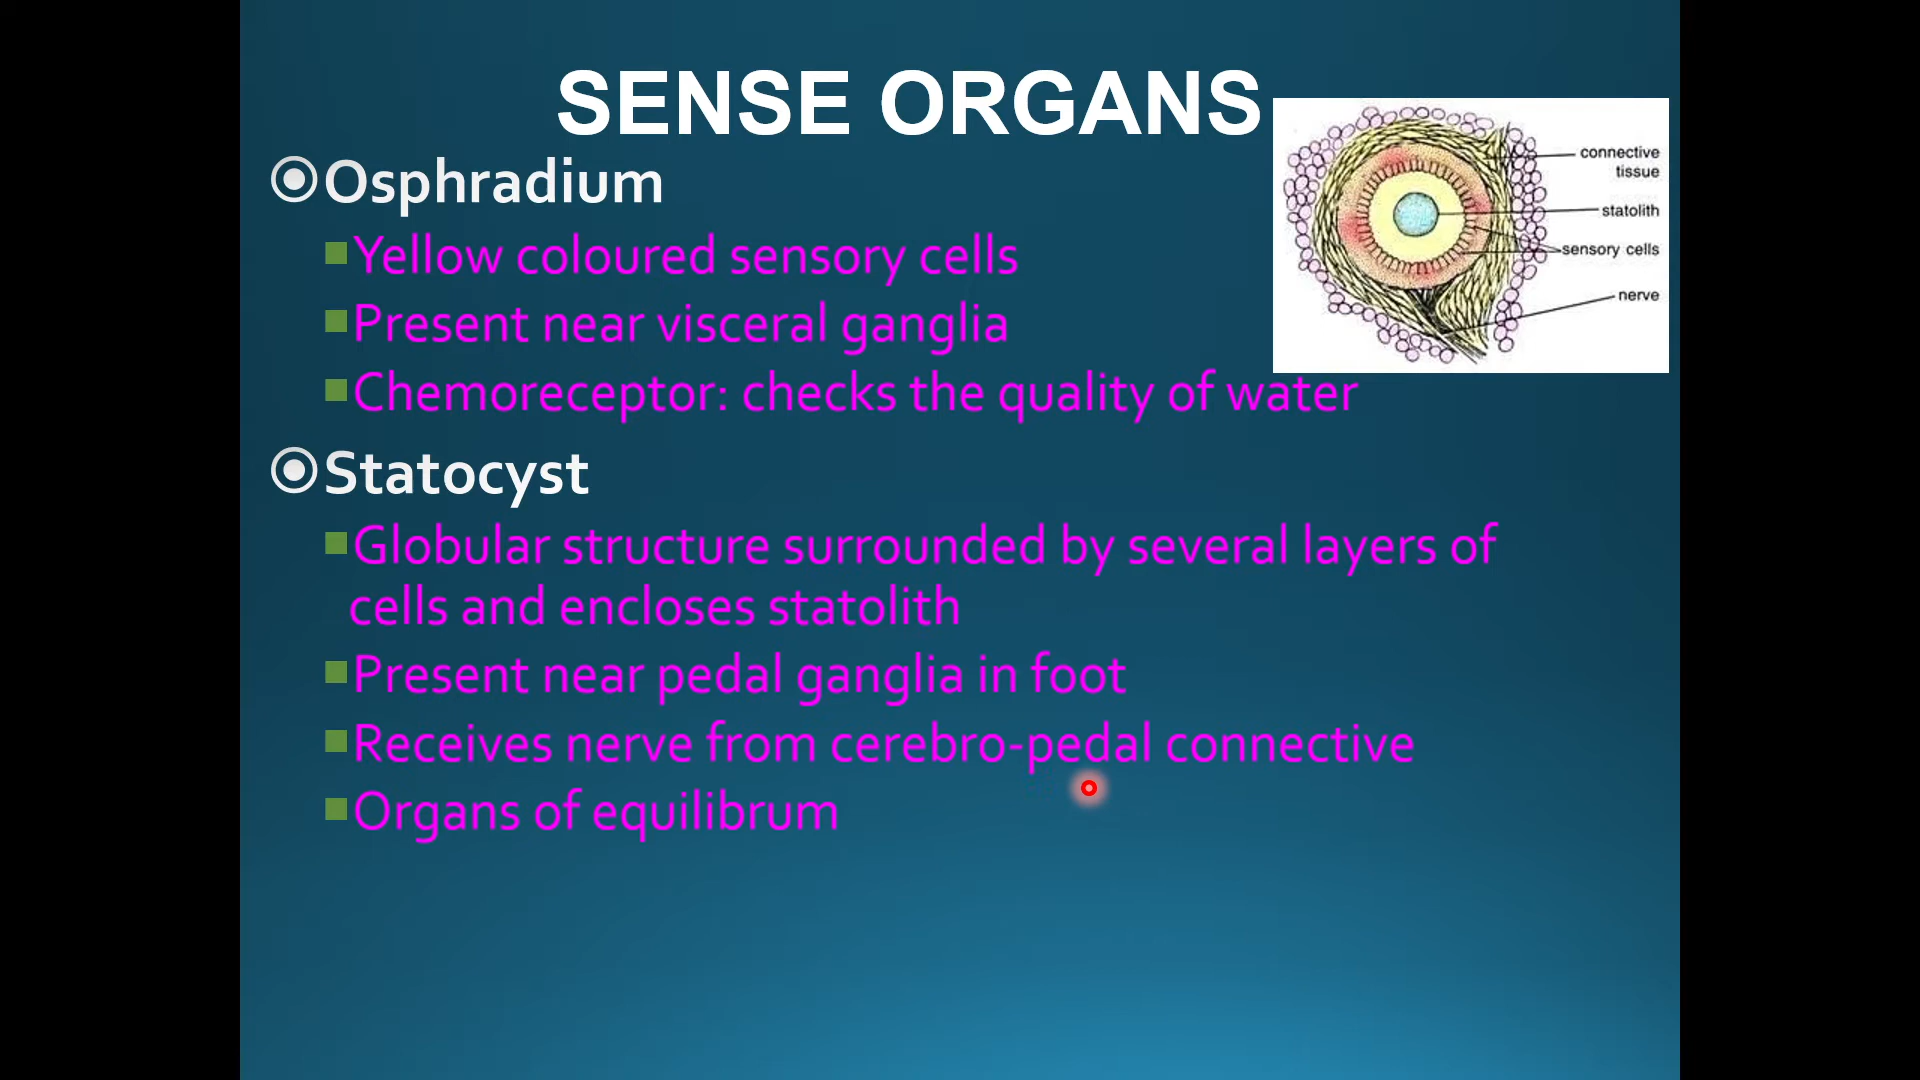 SENSE ORGANS
Osphradium
Yellow coloured sensory cells
Present near visceral ganglia
Chemoreceptor: checks the quality of water
Statocyst
Globular structure surrounded by several layers of
cells and encloses statolith
Present near pedal ganglia in foot
Receives nerve from cerebro-pedal connective
Organs of equilibrum
connective
tissue
statolith
sensory cells
nerve